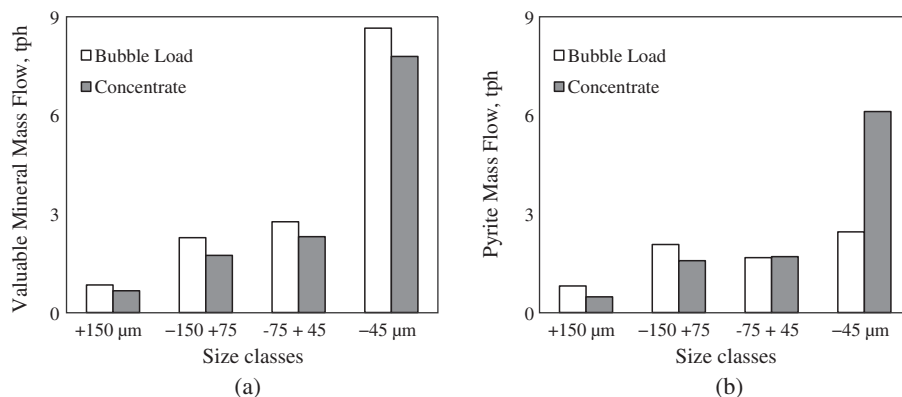 Valuable Mineral Mass Flow, tph
9
6
3
0
Bubble Load
Concentrate
+150 μm
−150 +75
-75 + 45
−45 μm
Size classes
(a)
Pyrite Mass Flow, tph
9
6
3
0
Bubble Load
Concentrate
+150 μm
−150 +75
-75 + 45
−45 μm
Size classes
(b)